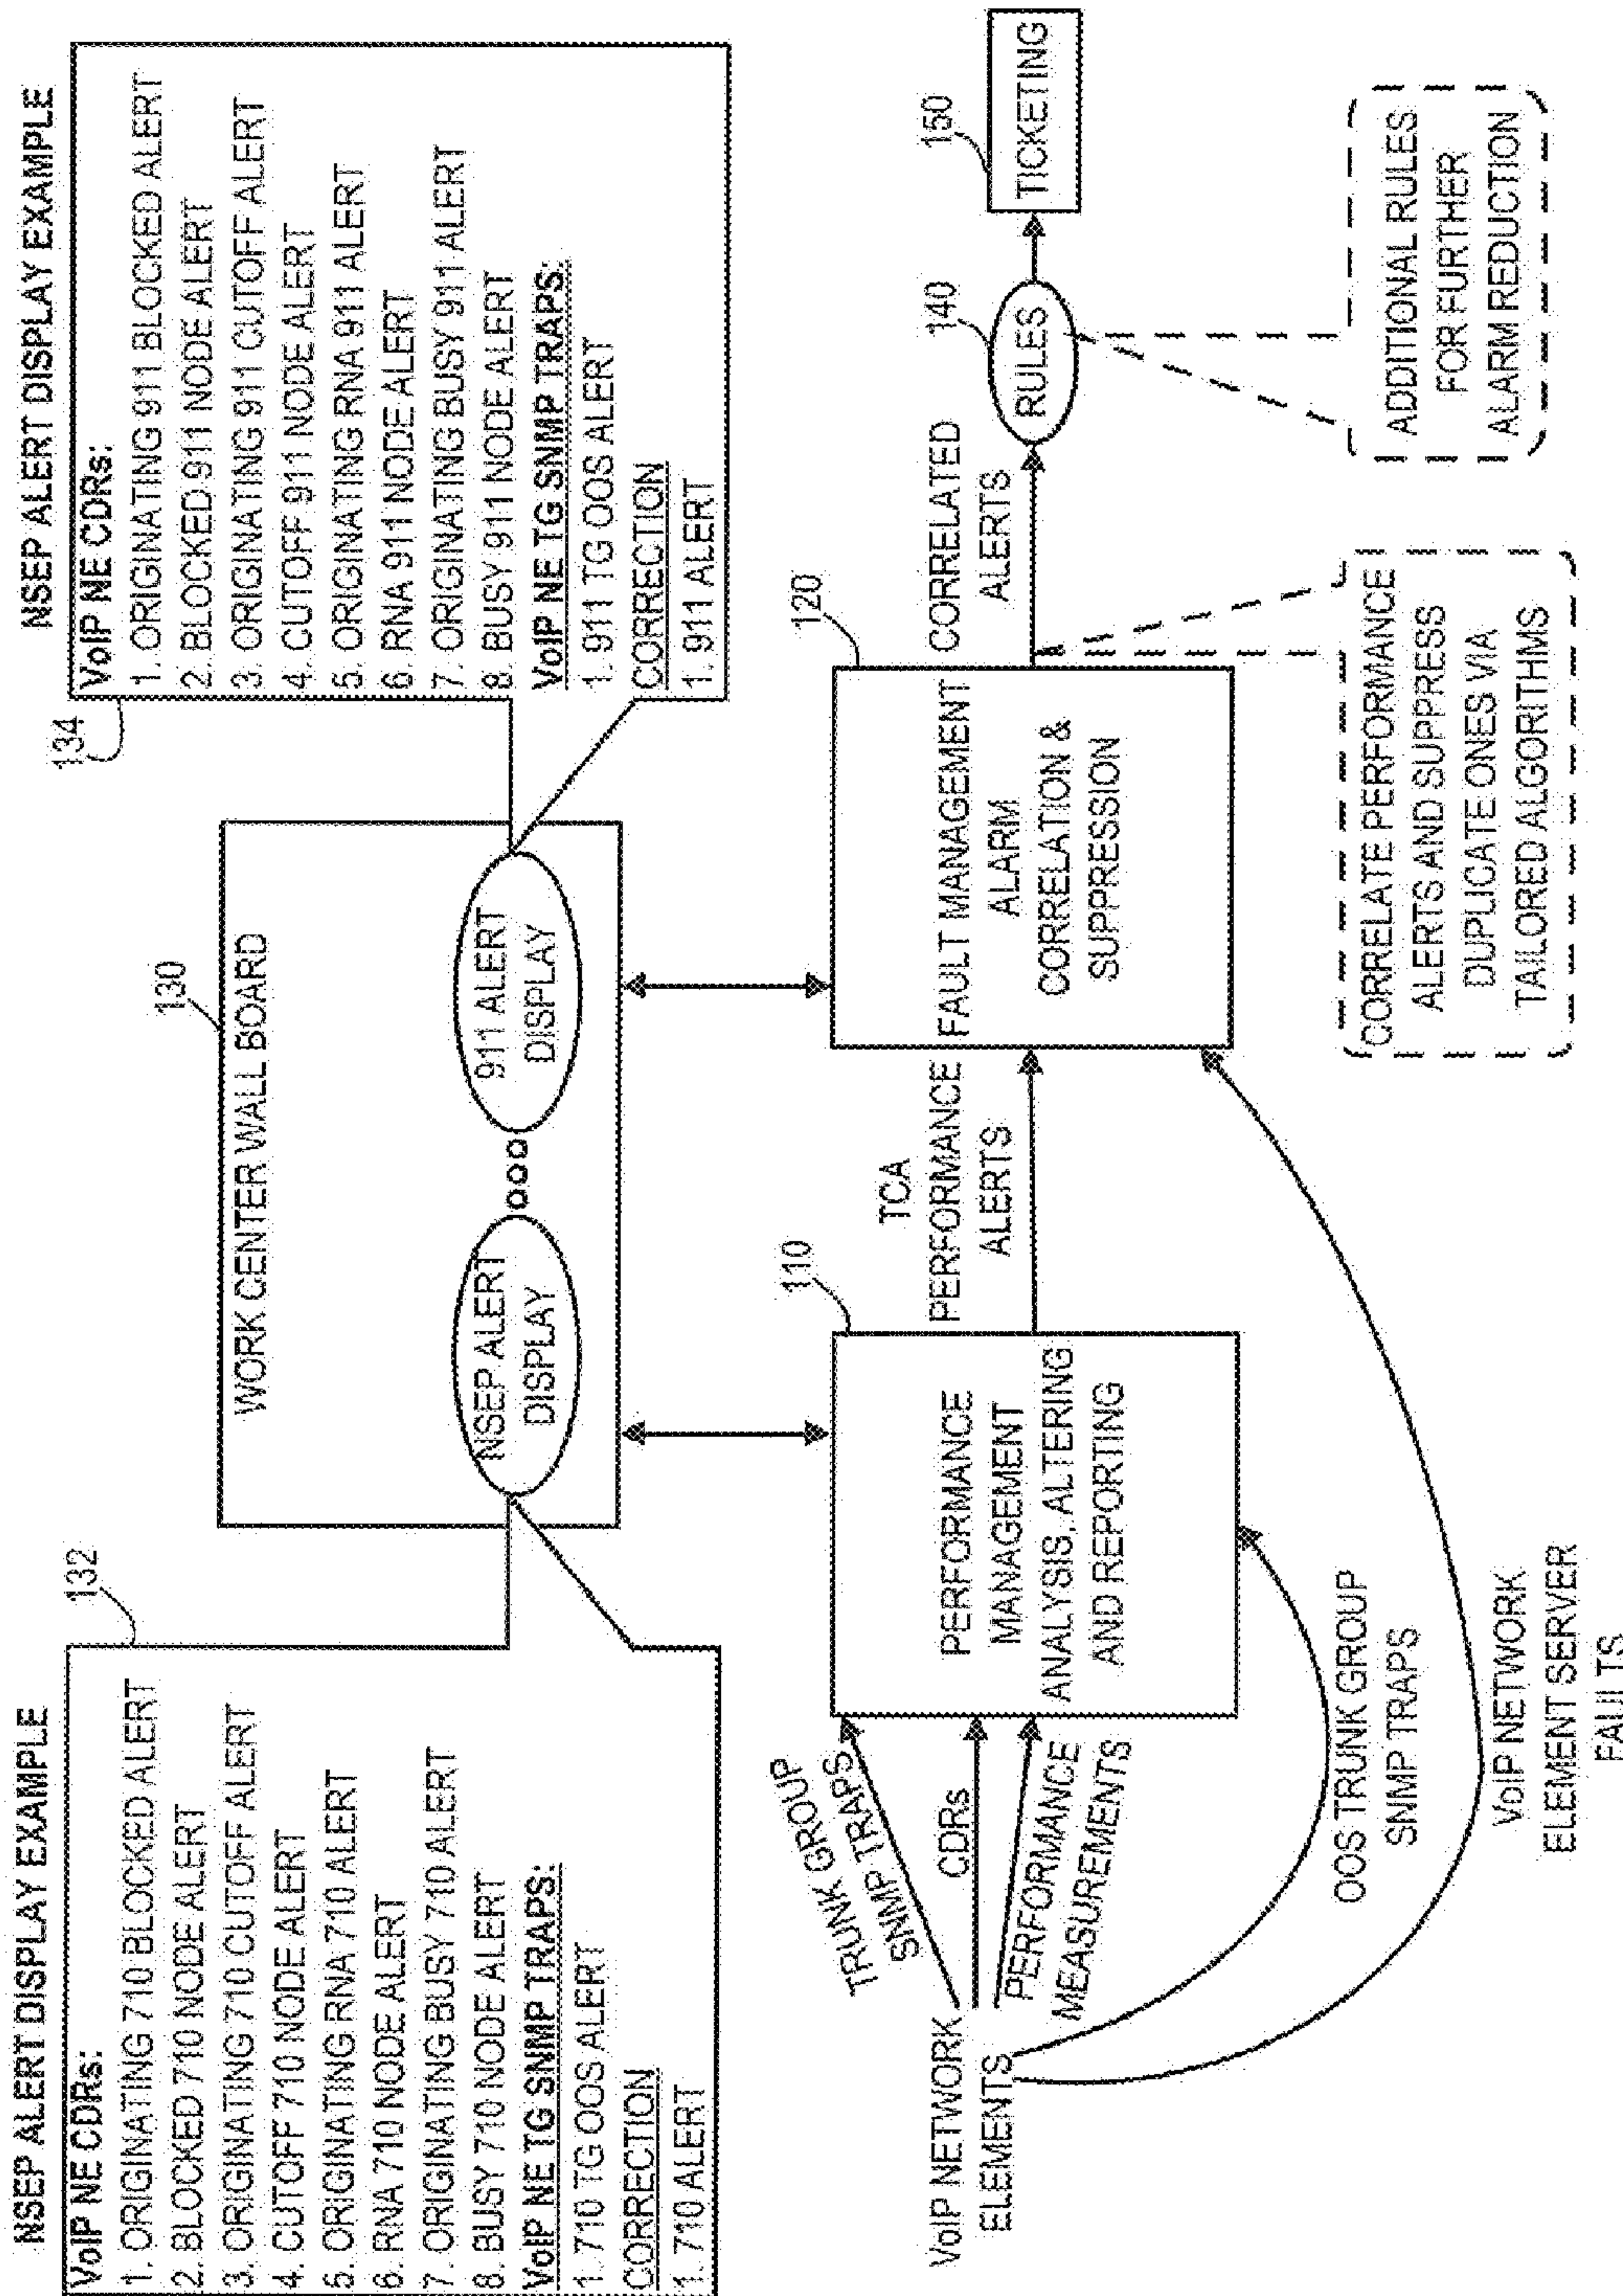 NSEP ALERT DISPLAY EXAMPLE
132
VoIP NE CDRs:
1. ORIGINATING 710 BLOCKED ALERT
2. BLOCKED 710 NODE ALERT
3. ORIGINATING 710 CUTOFF ALERT
4. CUTOFF 710 NODE ALERT
5. ORIGINATING RNA 710 ALERT
6. RNA 710 NODE ALERT
7. ORIGINATING BUSY 710 ALERT
8. BUSY 710 NODE ALERT
VoIP NE TG SNMP TRAPS:
1. 710 TG OOS ALERT
CORRECTION
1. 710 ALERT
130
WORK CENTER WALL BOARD
NSEP ALERT
DISPLAY
911 ALERT
DISPLAY
NSEP ALERT DISPLAY EXAMPLE
134
VoIP NE CDRs:
1. ORIGINATING 911 BLOCKED ALERT
2. BLOCKED 911 NODE ALERT
3. ORIGINATING 911 CUTOFF ALERT
4. CUTOFF 911 NODE ALERT
5. ORIGINATING RNA 911 ALERT
6. RNA 911 NODE ALERT
7. ORIGINATING BUSY 911 ALERT
8. BUSY 911 NODE ALERT
VoIP NE TG SNMP TRAPS:
1. 911 TG OOS ALERT
CORRECTION
1. 911 ALERT
VoIP NETWORK
ELEMENTS
TRUNK GROUP
SNMP TRAPS
CDRs
PERFORMANCE
MEASUREMENTS
OOS TRUNK GROUP
SNMP TRAPS
VoIP NETWORK
ELEMENT SERVER
FAULTS
110
PERFORMANCE
MANAGEMENT
ANALYSIS, ALTERING
AND REPORTING
TCA
PERFORMANCE
ALERTS
120
FAULT MANAGEMENT
ALARM
CORRELATION &
SUPPRESSION
CORRELATE PERFORMANCE
ALERTS AND SUPPRESS
DUPLICATE ONES VIA
TAILORED ALGORITHMS
CORRELATED
ALERTS
140
RULES
ADDITIONAL RULES
FOR FURTHER
ALARM REDUCTION
150
TICKETING